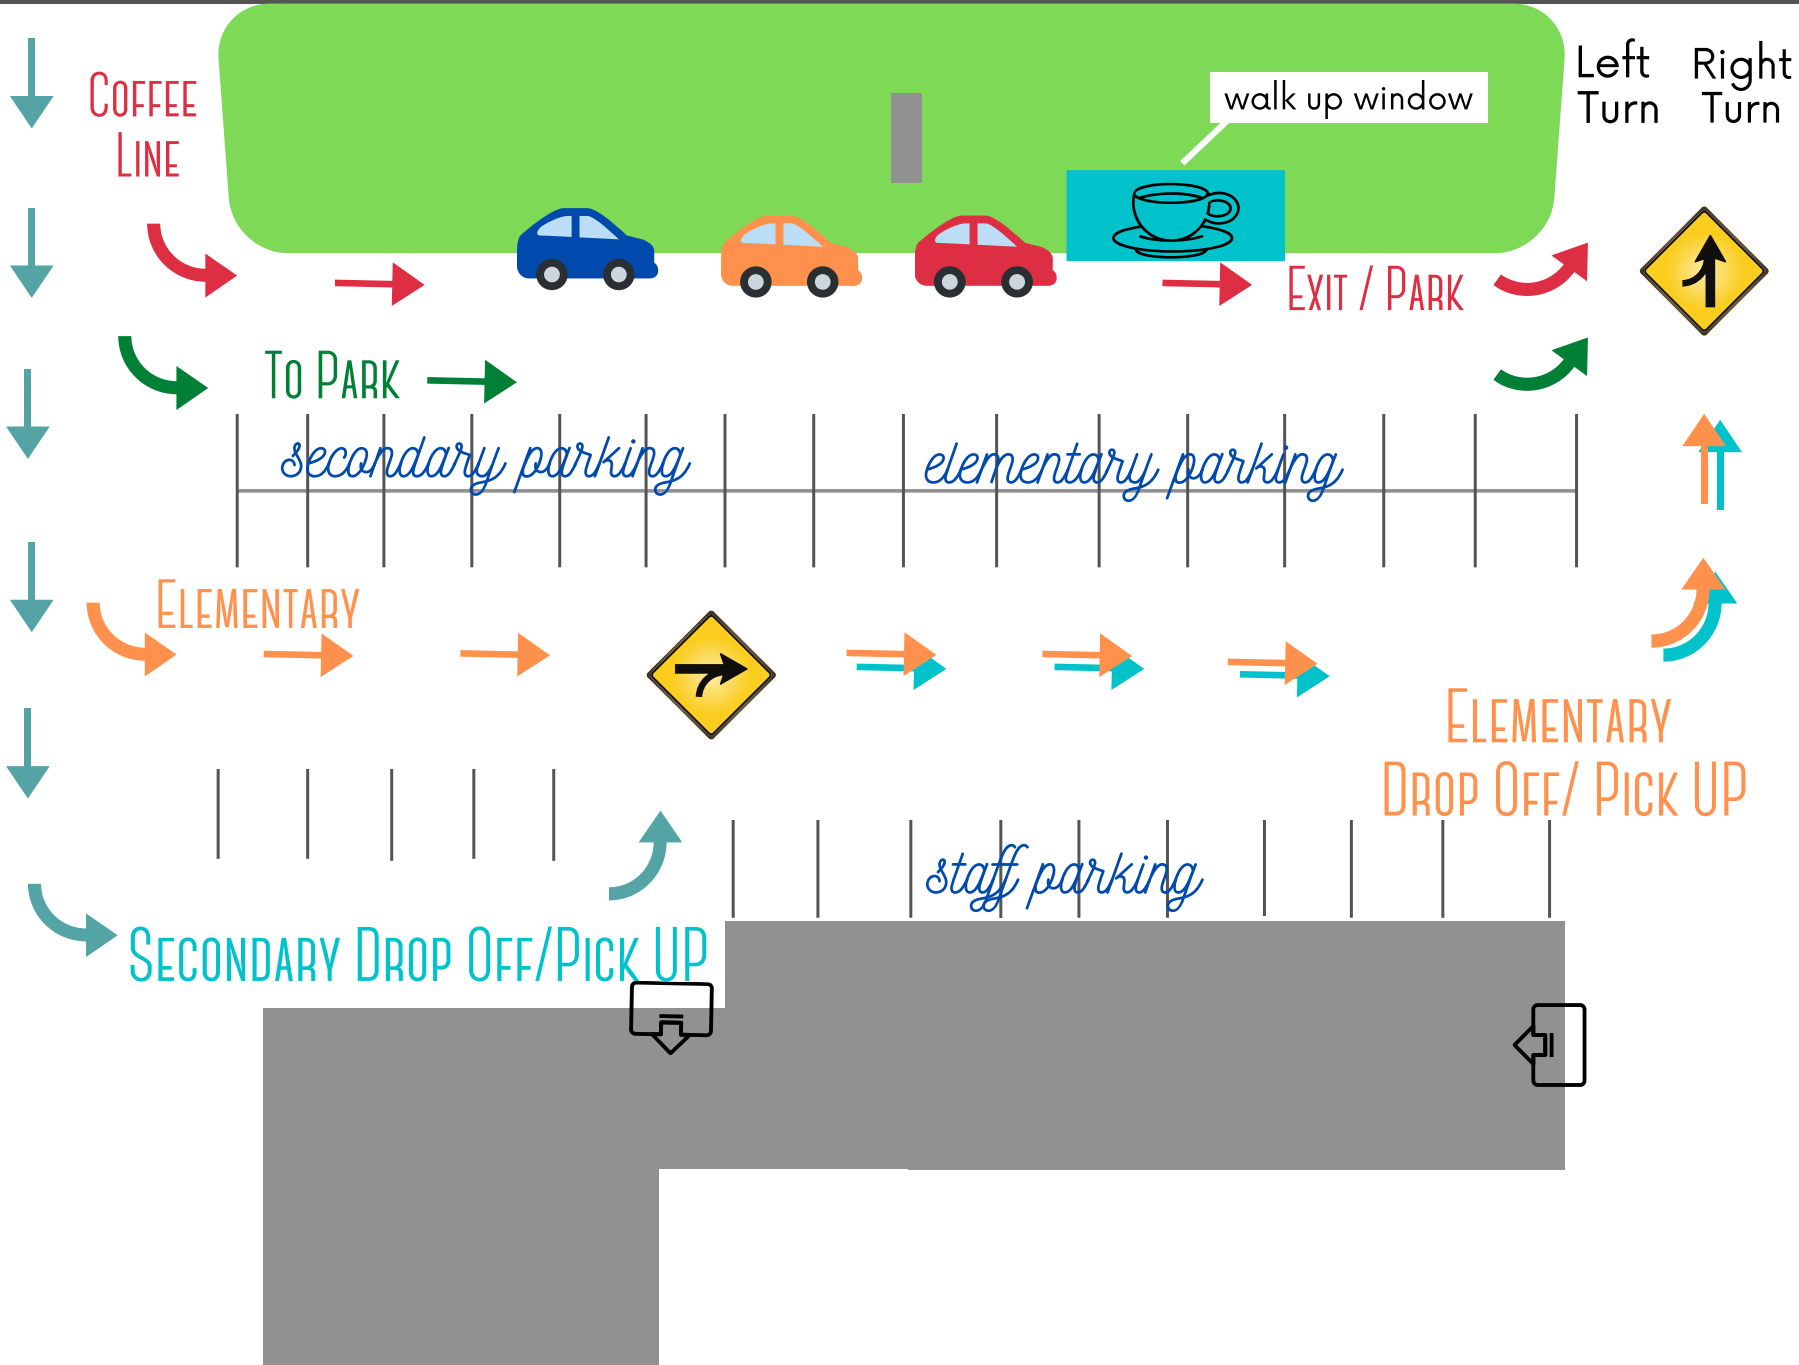 Coffee
Line
walk up window
Left
Turn
Right
Turn
Exit / Park
To Park
secondary parking
elementary parking
Elementary
Elementary
Drop Off/ Pick UP
staff parking
Secondary Drop Off/Pick UP